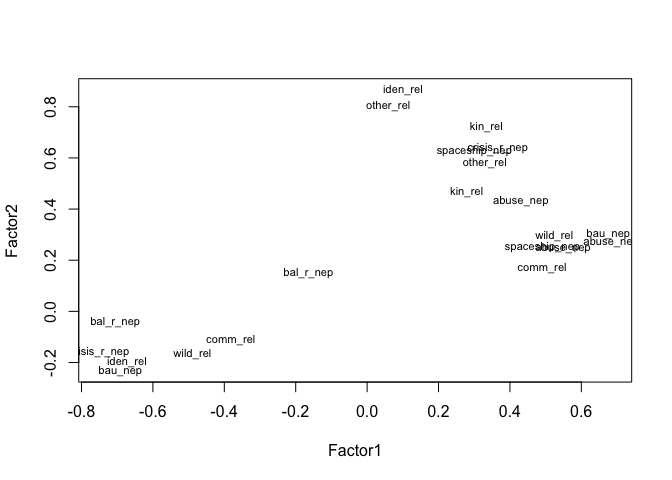 iden_rel
other_rel
kin_rel
crisis_r_nep
spaceship_nep
other_rel
kin_rel
abuse_nep
bau_nep
wild_rel
abuse_ne
spaceship_nep
abuse_nep
comm_rel
bal_r_nep
bal_r_nep
comm_rel
isis_r_nep
wild_rel
iden_rel
bau_nep
Factor2
-0.2 0.0 0.2 0.4 0.6 0.8
-0.8 -0.6 -0.4 -0.2 0.0 0.2 0.4 0.6
Factor1